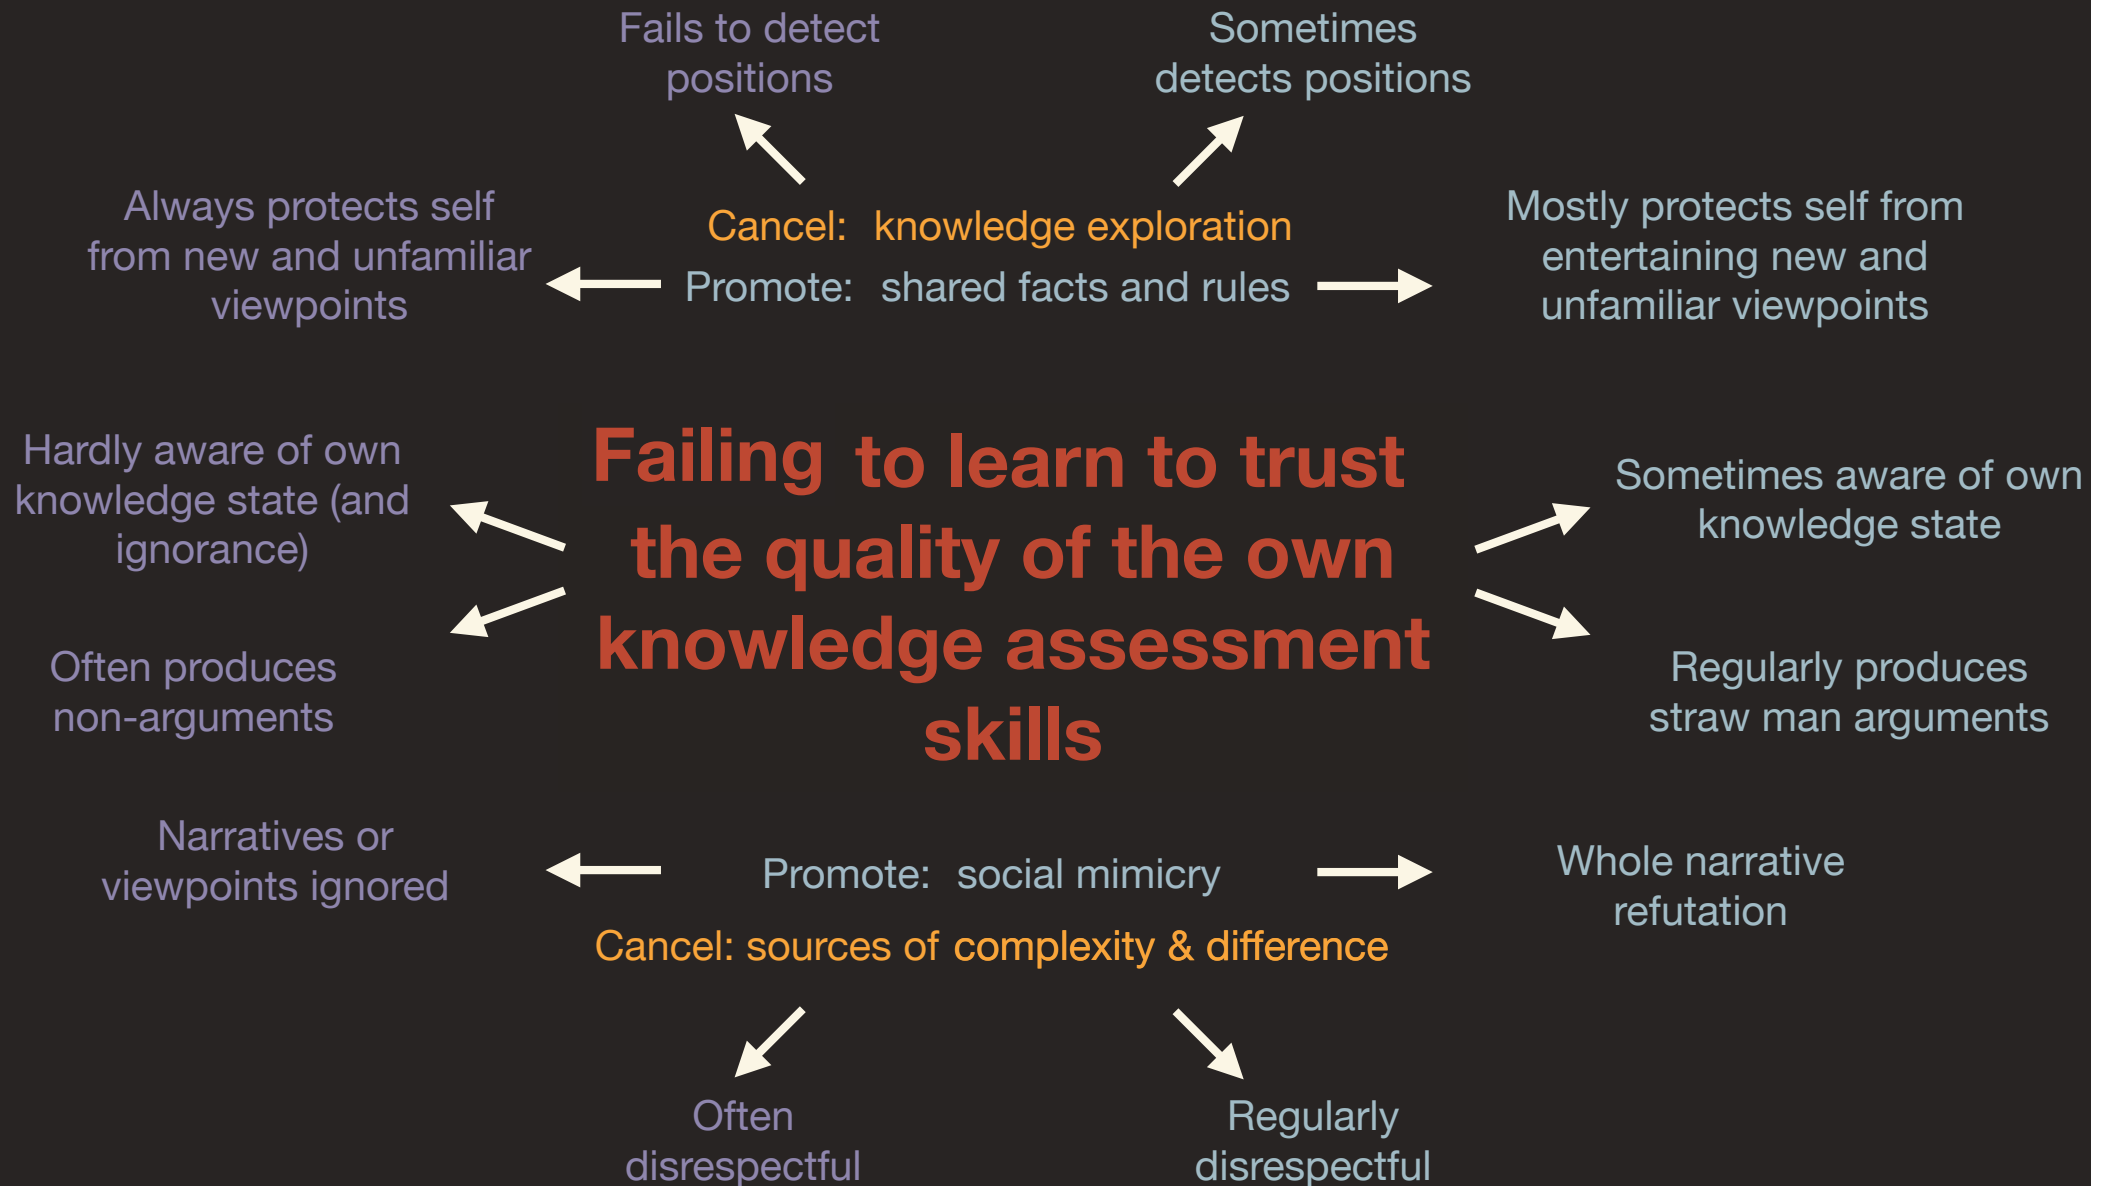 Fails to detect
positions
Sometimes
detects positions
Always protects self
from new and unfamiliar
viewpoints
Cancel: knowledge exploration
Promote: shared facts and rules
Mostly protects self from
entertaining new and
unfamiliar viewpoints
Hardly aware of own
knowledge state (and
ignorance)
Often produces
non-arguments
Failing to learn to trust
the quality of the own
knowledge assessment
skills
Sometimes aware of own
knowledge state
Regularly produces
straw man arguments
Narratives or
viewpoints ignored
Promote: social mimicry
Cancel: sources of complexity & difference
Whole narrative
refutation
Often
disrespectful
Regularly
disrespectful